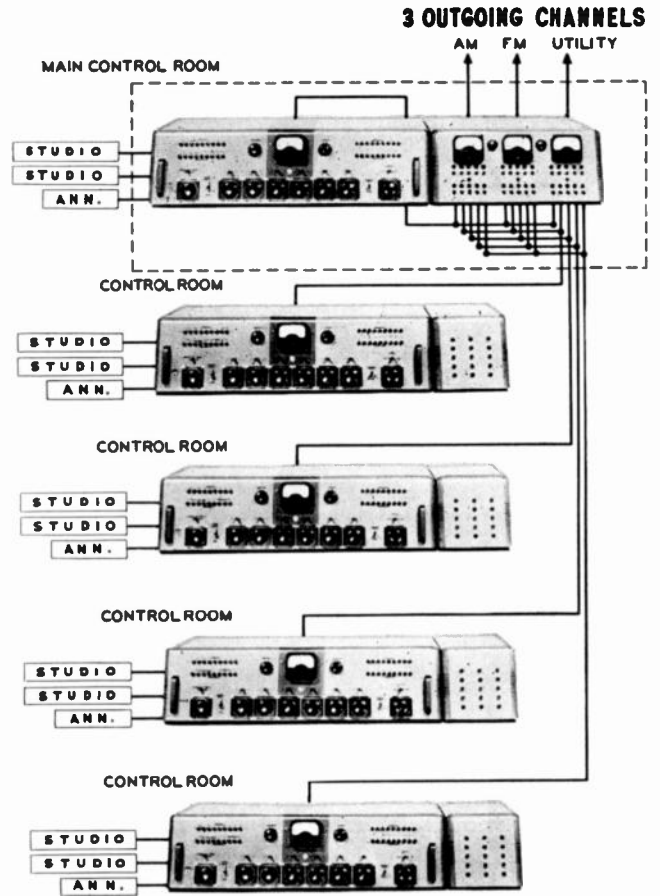 3 OUTGOING CHANNELS
AM FM UTILITY
MAIN CONTROL ROOM
STUDIO
STUDIO
ANN.
CONTROL ROOM
STUDIO
STUDIO
ANN.
CONTROL ROOM
STUDIO
STUDIO
ANN.
CONTROL ROOM
STUDIO
STUDIO
ANN.
CONTROL ROOM
STUDIO
STUDIO
ANN.